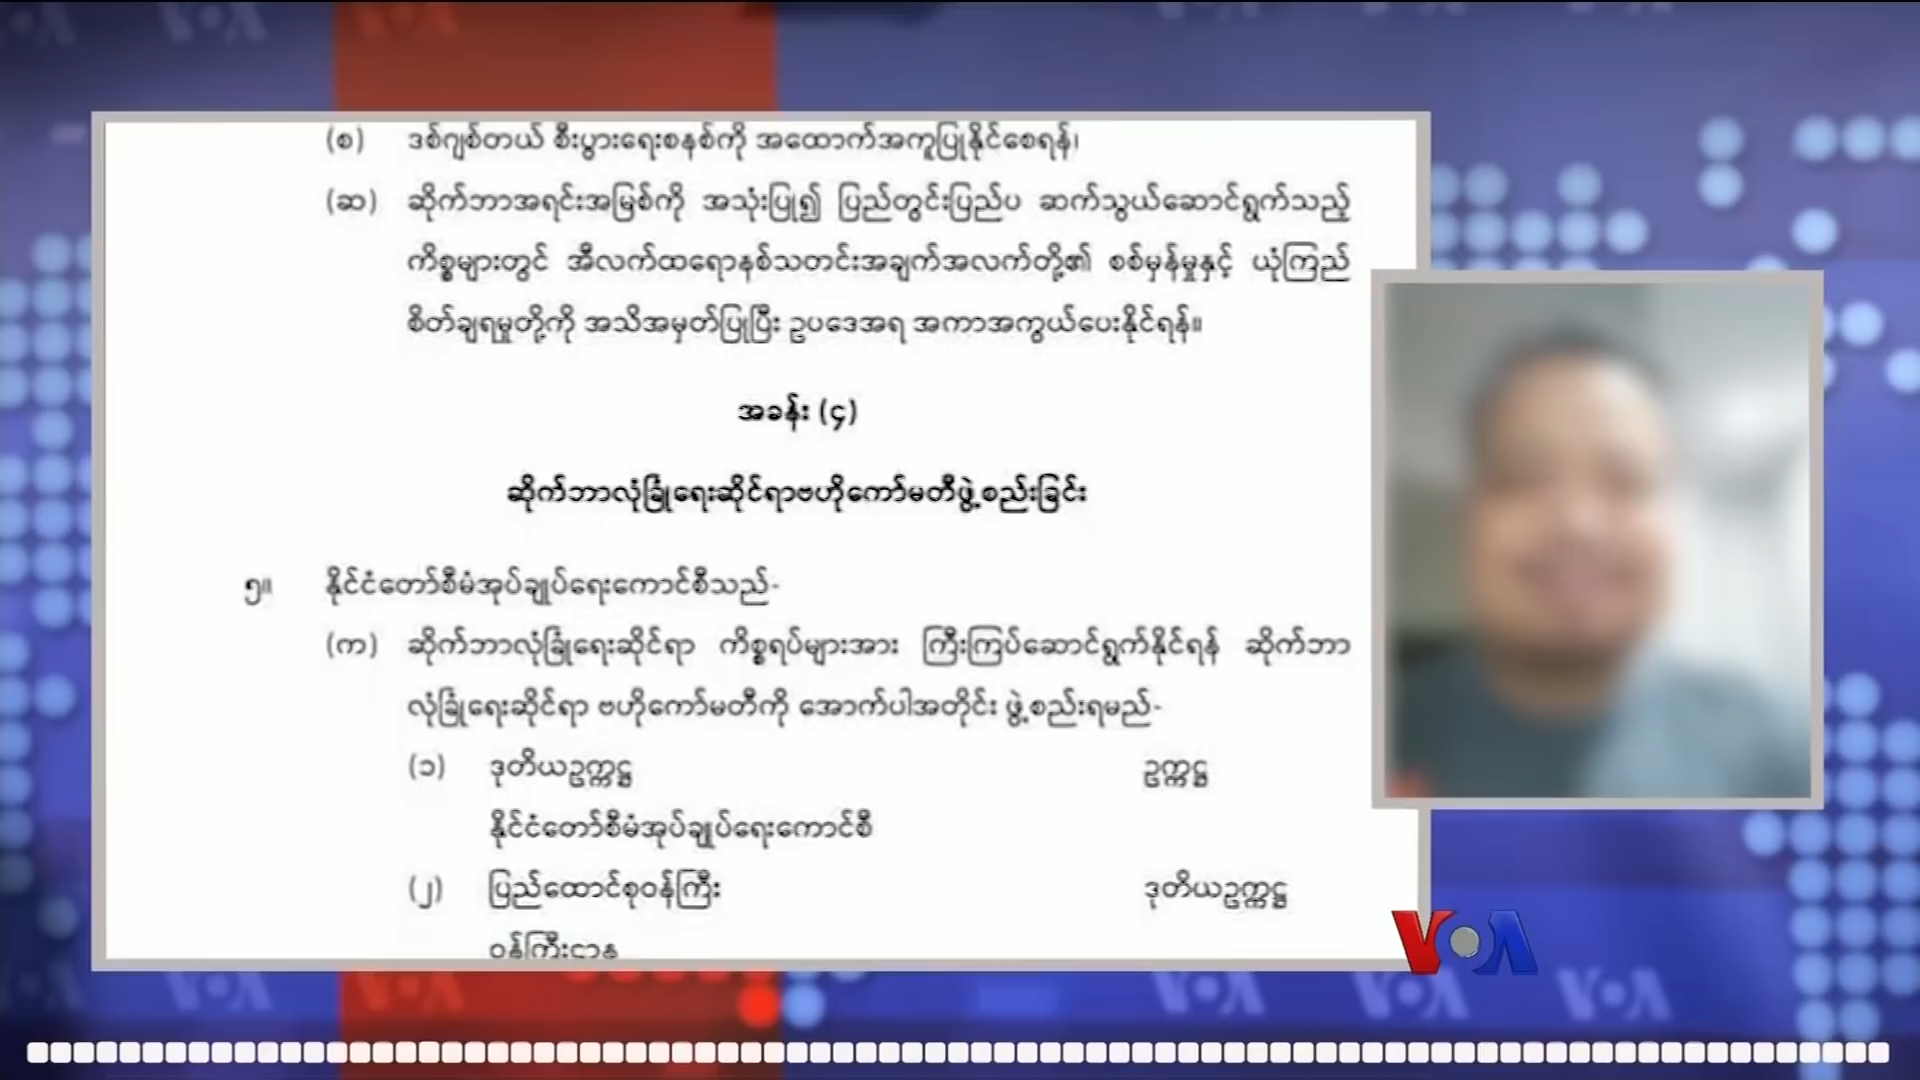 (စ) ဒစ်ဂျစ်တယ် စီးပွားရေးစနစ်ကို အထောက်အကူပြုနိုင်စေရန်၊
(ဆ) ဆိုက်ဘာအရင်းအမြစ်ကို အသုံးပြု၍ ပြည်တွင်းပြည်ပ ဆက်သွယ်ဆောင်ရွက်သည့်
ကိစ္စများတွင် အီလက်ထရောနစ်သတင်းအချက်အလက်တို့၏ စစ်မှန်မှုနှင့် ယုံကြည်
စိတ်ချရမှုတို့ကို အသိအမှတ်ပြုပြီး ဥပဒေအရ အကာအကွယ်ပေးနိုင်ရန်။
အခန်း (၄)
ဆိုက်ဘာလုံခြုံရေးဆိုင်ရာဗဟိုကော်မတီဖွဲ့စည်းခြင်း
၅။ နိုင်ငံတော်စီမံအုပ်ချုပ်ရေးကောင်စီသည်-
(က) ဆိုက်ဘာလုံခြုံရေးဆိုင်ရာ ကိစ္စရပ်များအား ကြီးကြပ်ဆောင်ရွက်နိုင်ရန် ဆိုက်ဘာ
လုံခြုံရေးဆိုင်ရာ ဗဟိုကော်မတီကို အောက်ပါအတိုင်း ဖွဲ့စည်းရမည်-
(၁) ဒုတိယဥက္ကဋ္ဌ ဥက္ကဋ္ဌ
နိုင်ငံတော်စီမံအုပ်ချုပ်ရေးကောင်စီ
(၂) ပြည်ထောင်စုဝန်ကြီး ဒုတိယဥက္ကဋ္ဌ
ဝန်ကြီးဌာန
VOA